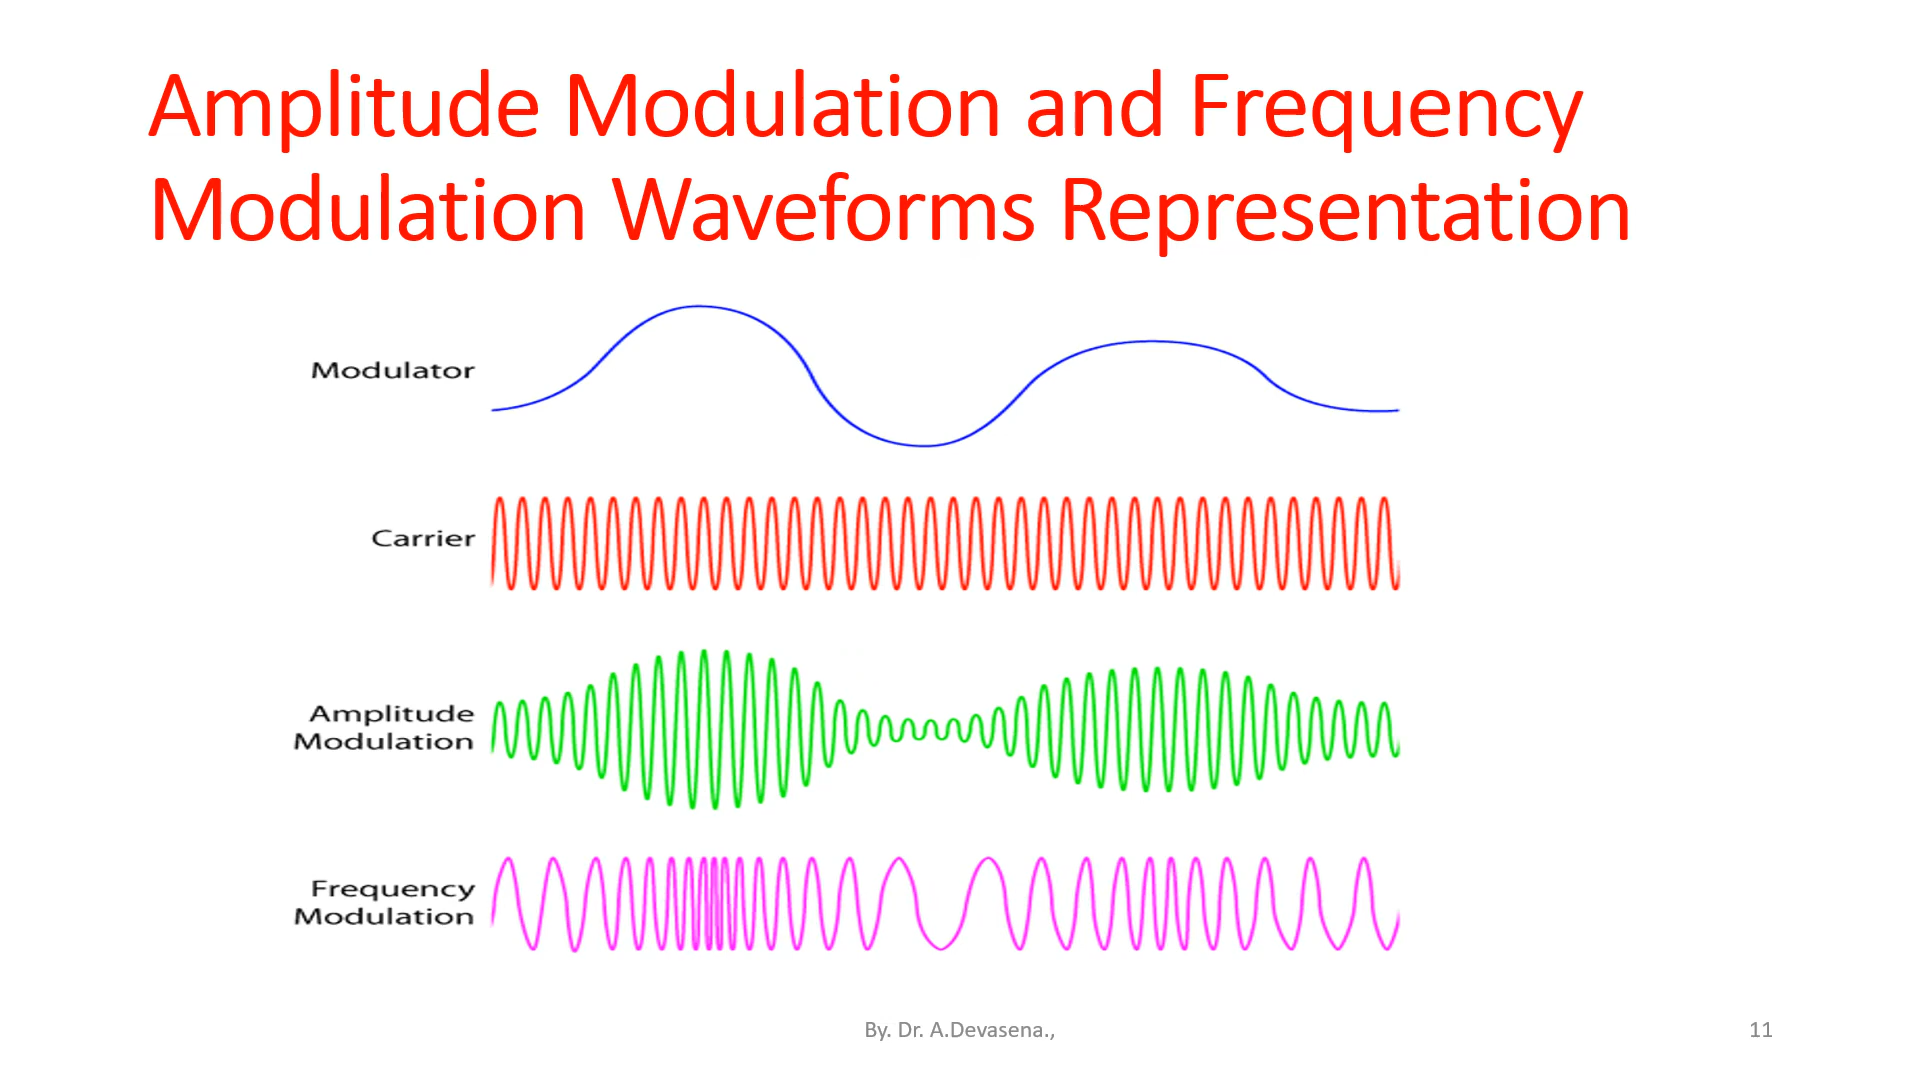 Amplitude Modulation and Frequency
Modulation Waveforms Representation
Modulator
Carrier
Amplitude
Modulation
Frequency
Modulation
By. Dr. A.Devasena.,
11